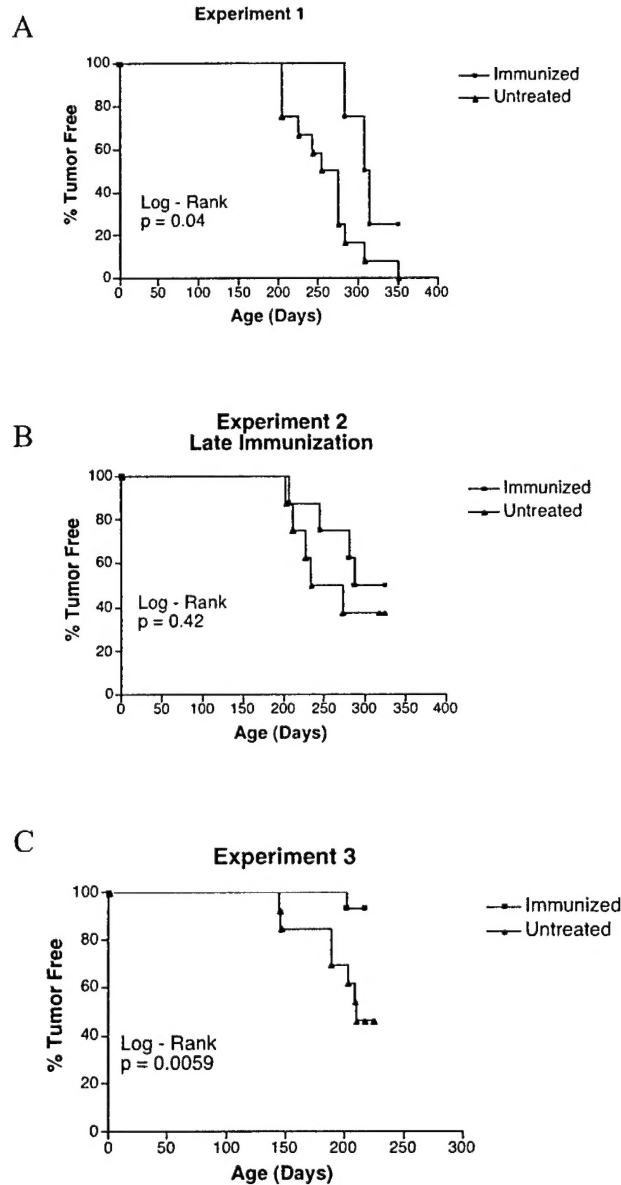 A
Experiment 1
100
80
60
40
20
0
% Tumor Free
Log - Rank
p = 0.04
Immunized
Untreated
0 50 100 150 200 250 300 350 400
Age (Days)
B
Experiment 2
Late Immunization
100
80
60
40
20
0
% Tumor Free
Log - Rank
p = 0.42
Immunized
Untreated
0 50 100 150 200 250 300 350 400
Age (Days)
C
Experiment 3
100
80
60
40
20
0
% Tumor Free
Log - Rank
p = 0.0059
Immunized
Untreated
0 50 100 150 200 250 300
Age (Days)